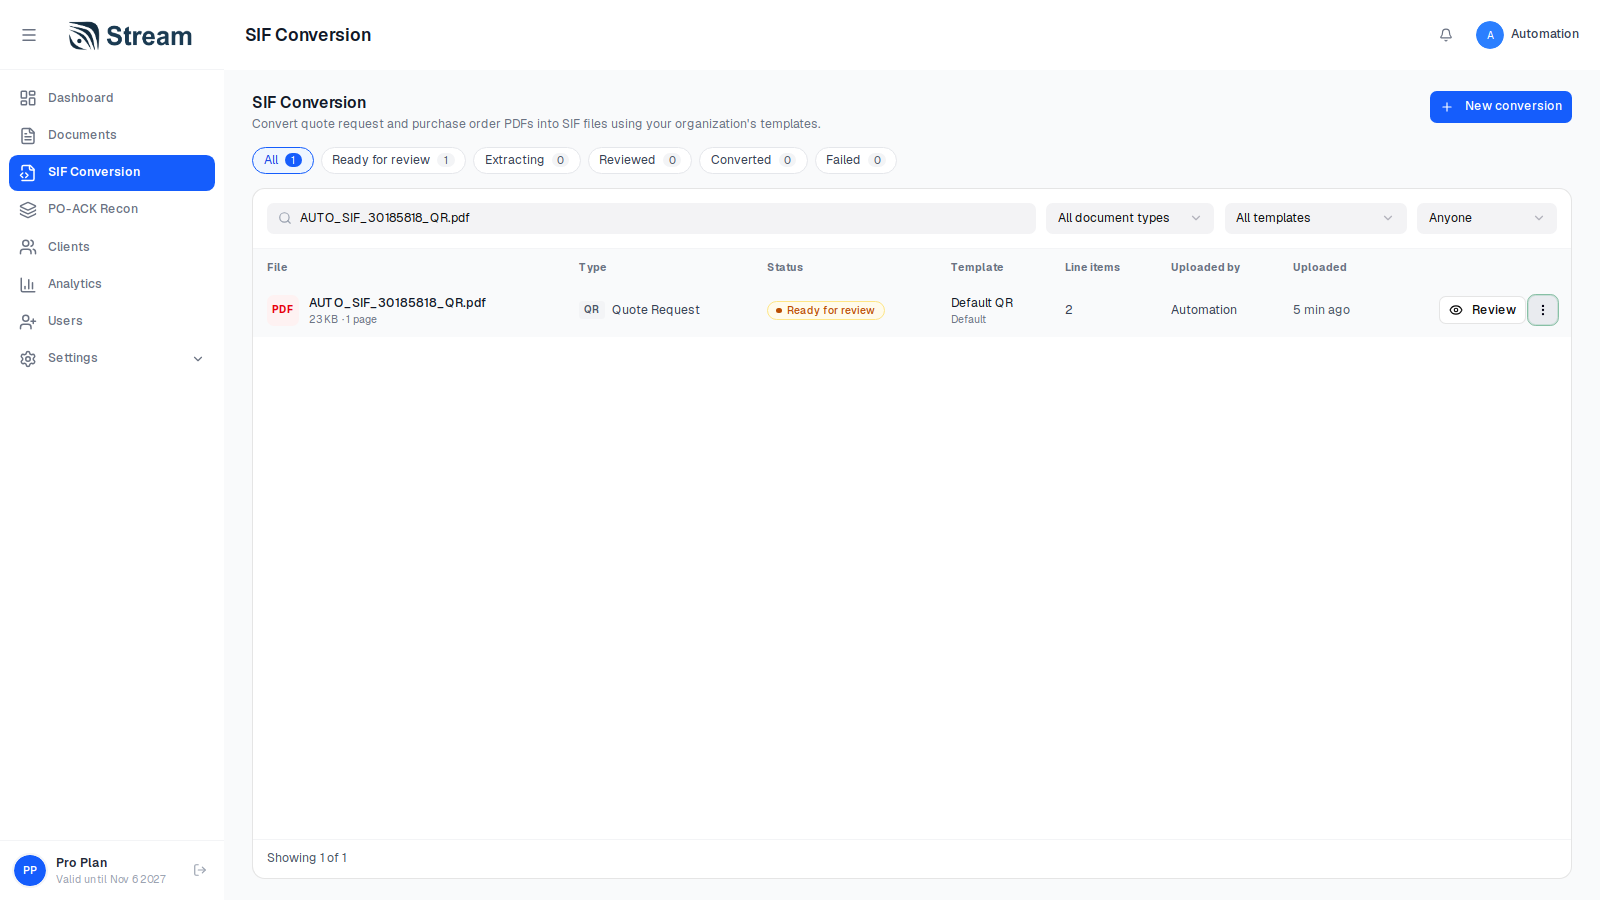 Stream
SIF Conversion
A
Automation
Dashboard
Documents
SIF Conversion
PO-ACK Recon
Clients
Analytics
Users
Settings
SIF Conversion
Convert quote request and purchase order PDFs into SIF files using your organization's templates.
New conversion
All 1
Ready for review 1
Extracting 0
Reviewed 0
Converted 0
Failed 0
AUTO_SIF_30185818_QR.pdf
All document types
All templates
Anyone
File Type Status Template Line items Uploaded by Uploaded
PDF
AUTO_SIF_30185818_QR.pdf
23 KB · 1 page
QR Quote Request
Ready for review
Default QR
Default
2
Automation
5 min ago
Review
Showing 1 of 1
PP
Pro Plan
Valid until Nov 6 2027